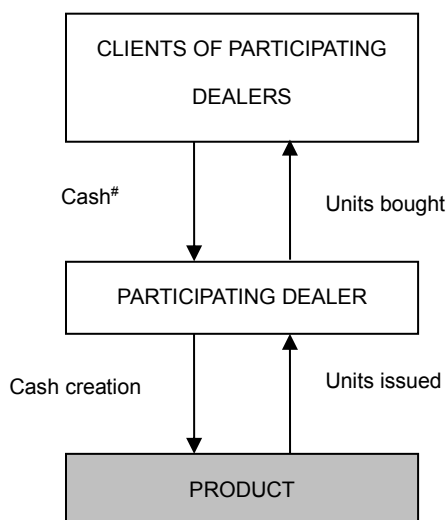 CLIENTS OF PARTICIPATING
DEALERS
Cash#
Units bought
PARTICIPATING DEALER
Cash creation
Units issued
PRODUCT